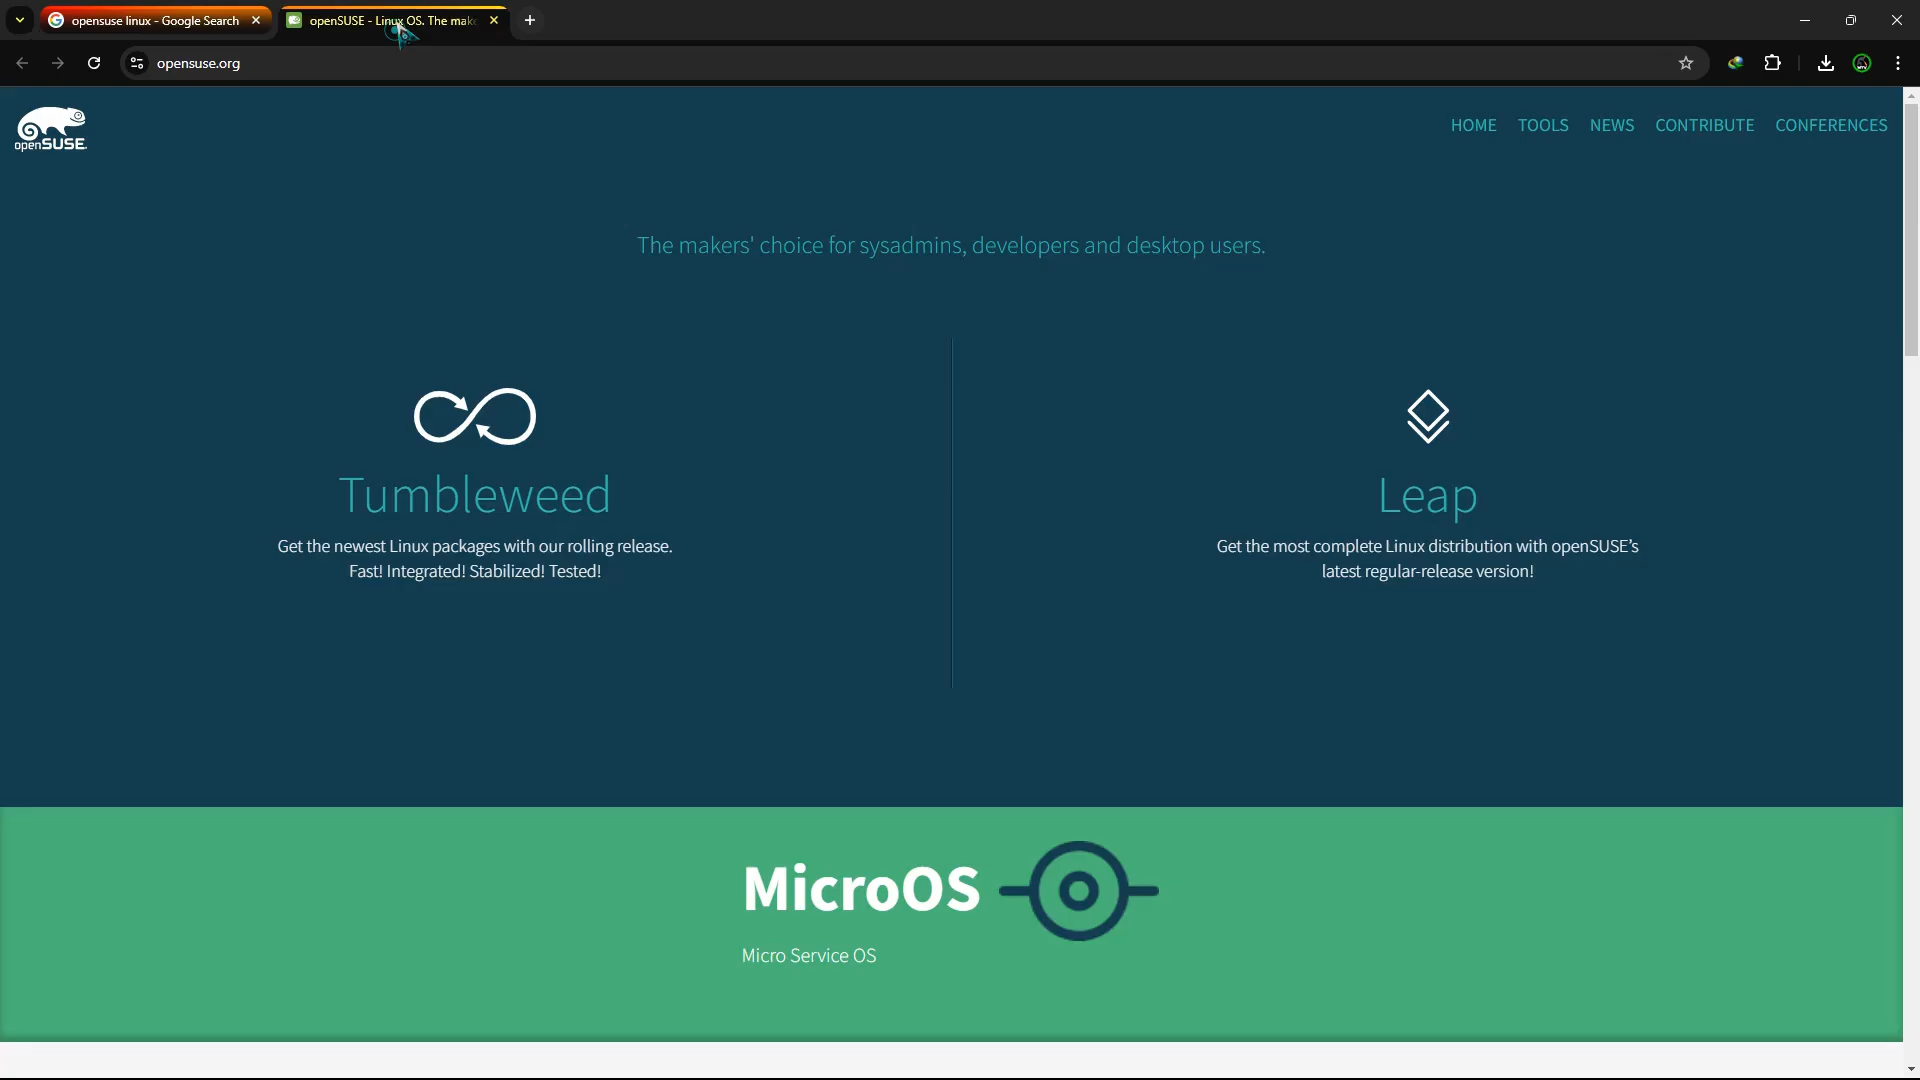 opensuse linux - Google Search
openSUSE - Linux OS. The make
opensuse.org
openSUSE.
HOME TOOLS NEWS CONTRIBUTE CONFERENCES
The makers' choice for sysadmins, developers and desktop users.
Tumbleweed
Get the newest Linux packages with our rolling release.
Fast! Integrated! Stabilized! Tested!
Leap
Get the most complete Linux distribution with openSUSE’s
latest regular-release version!
MicroOS
Micro Service OS